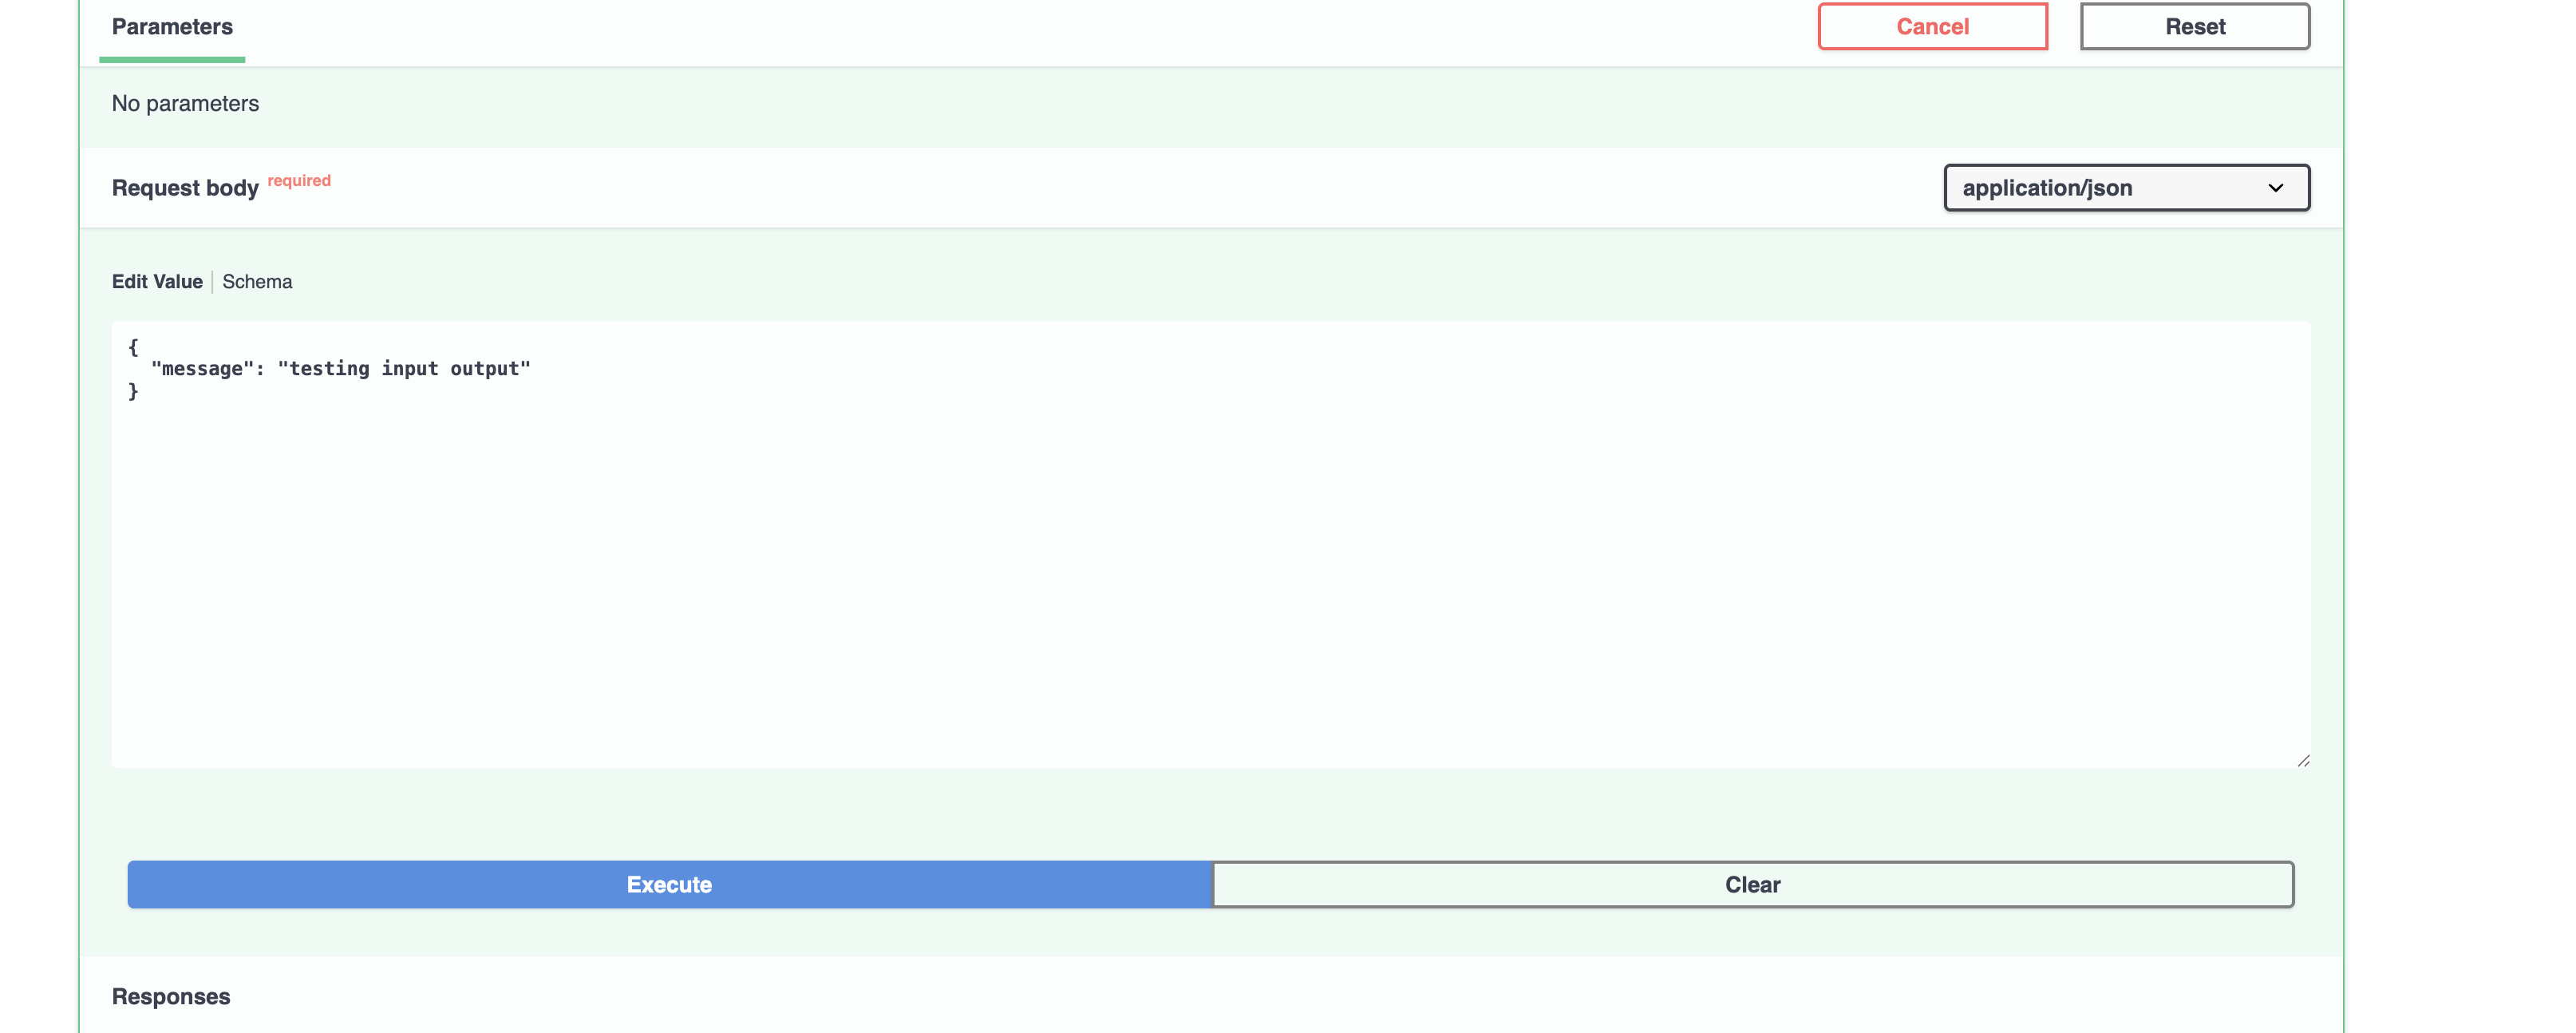 Parameters
Cancel
Reset
No parameters
Request body required
application/json
Edit Value
Schema
{
"message": "testing input output"
}
Execute
Clear
Responses